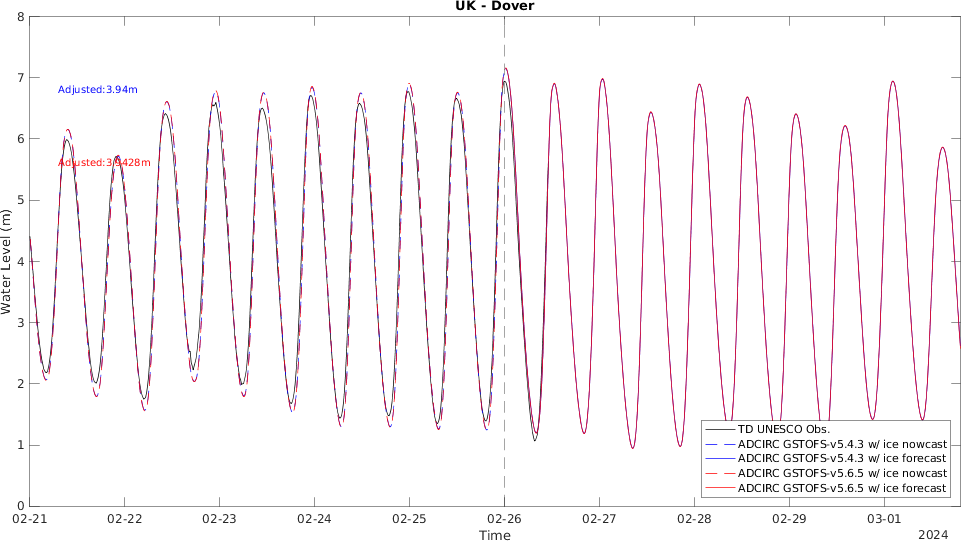 UK - Dover
8
7
6
5
4
3
2
1
0
Water Level (m)
Adjusted:3.94m
Adjusted:3.9428m
TD UNESCO Obs.
ADCIRC GSTOFS-v5.4.3 w/ ice nowcast
ADCIRC GSTOFS-v5.4.3 w/ ice forecast
ADCIRC GSTOFS-v5.6.5 w/ ice nowcast
ADCIRC GSTOFS-v5.6.5 w/ ice forecast
02-21 02-22 02-23 02-24 02-25 02-26 02-27 02-28 02-29 03-01
Time
2024